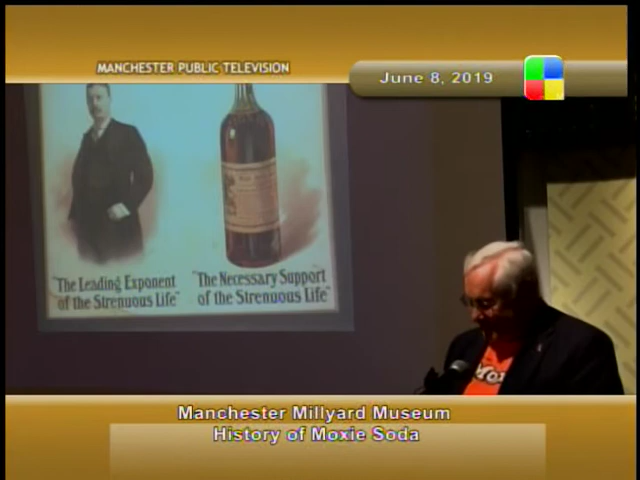 MANCHESTER PUBLIC TELEVISION
June 8, 2019
"The Leading Exponent
of the Strenuous Life"
"The Necessary Support
of the Strenuous Life"
Manchester Millyard Museum
History of Moxie Soda